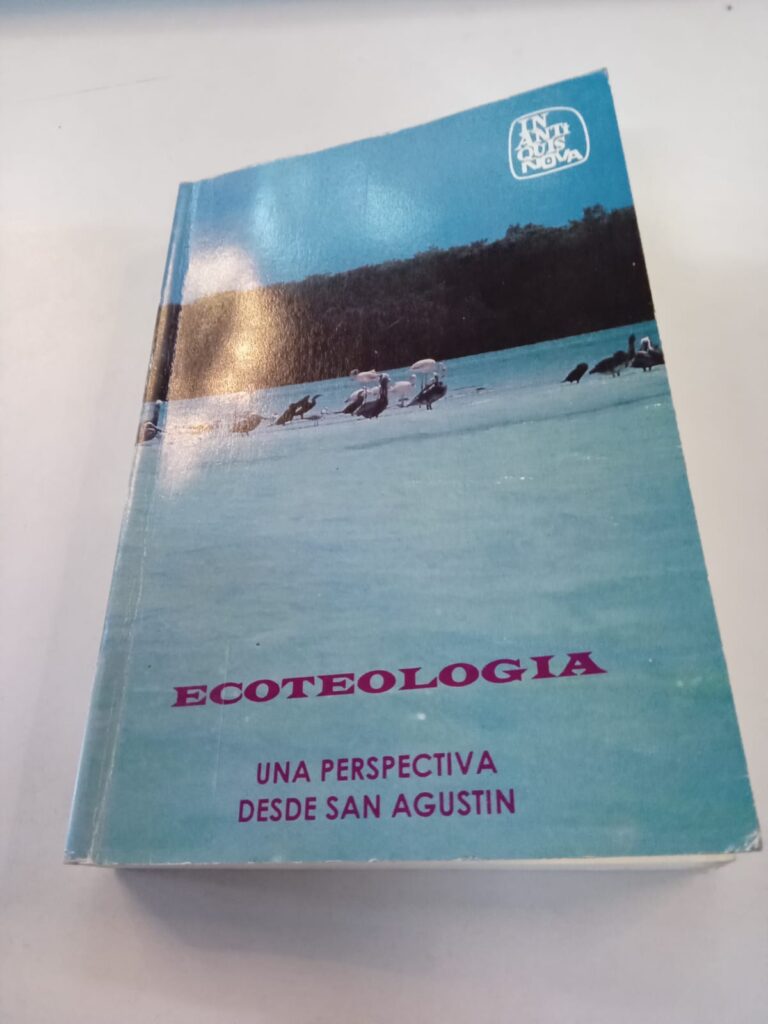 IN
ANTI
QUIS
NOVA
ECOTEOLOGIA
UNA PERSPECTIVA
DESDE SAN AGUSTIN